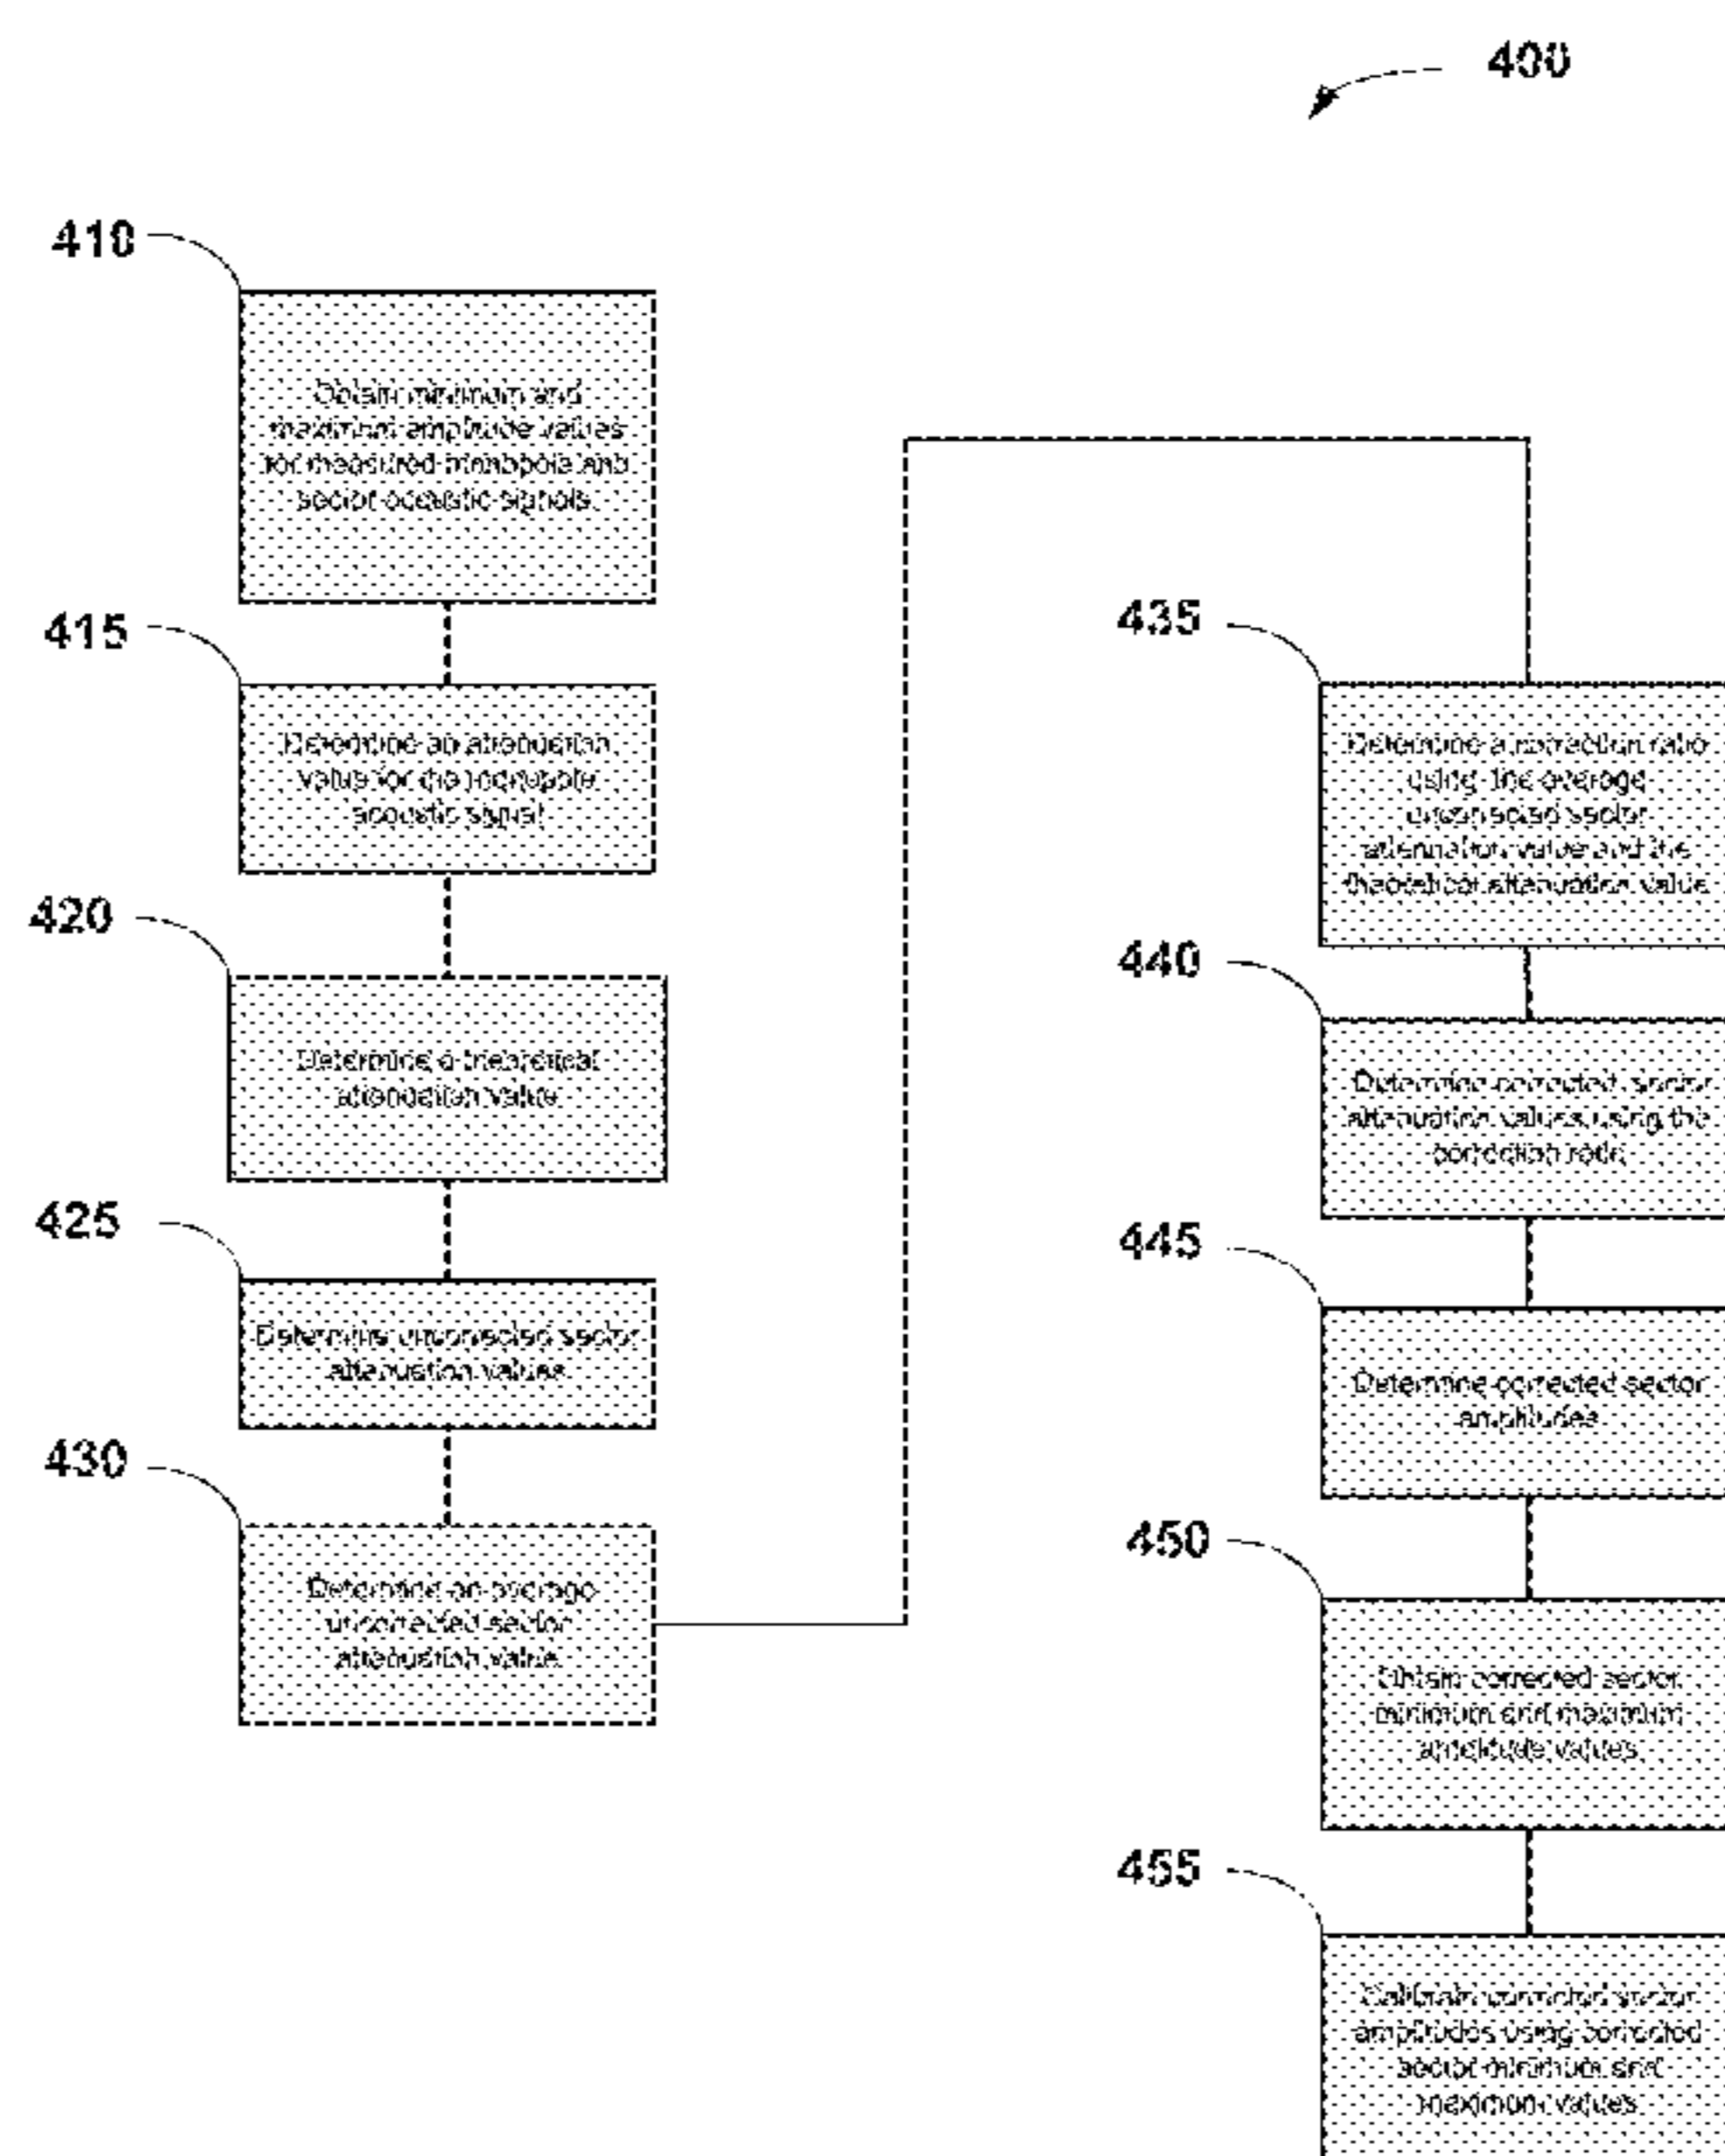 400
410
Obtain minimum and
maximum amplitude values
for measured monopole and
sector acoustic signals
415
Determine an attenuation
value for the monopole
acoustic signal
420
Determine a theoretical
attenuation value
425
Determine uncorrected sector
attenuation values
430
Determine an average
uncorrected sector
attenuation value
435
Determine a correction ratio
using the average
uncorrected sector
attenuation value and the
theoretical attenuation value
440
Determine corrected sector
attenuation values using the
correction ratio
445
Determine corrected sector
amplitudes
450
Obtain corrected sector
minimum and maximum
amplitude values
455
Calibrate corrected sector
amplitudes using corrected
sector minimum and
maximum values